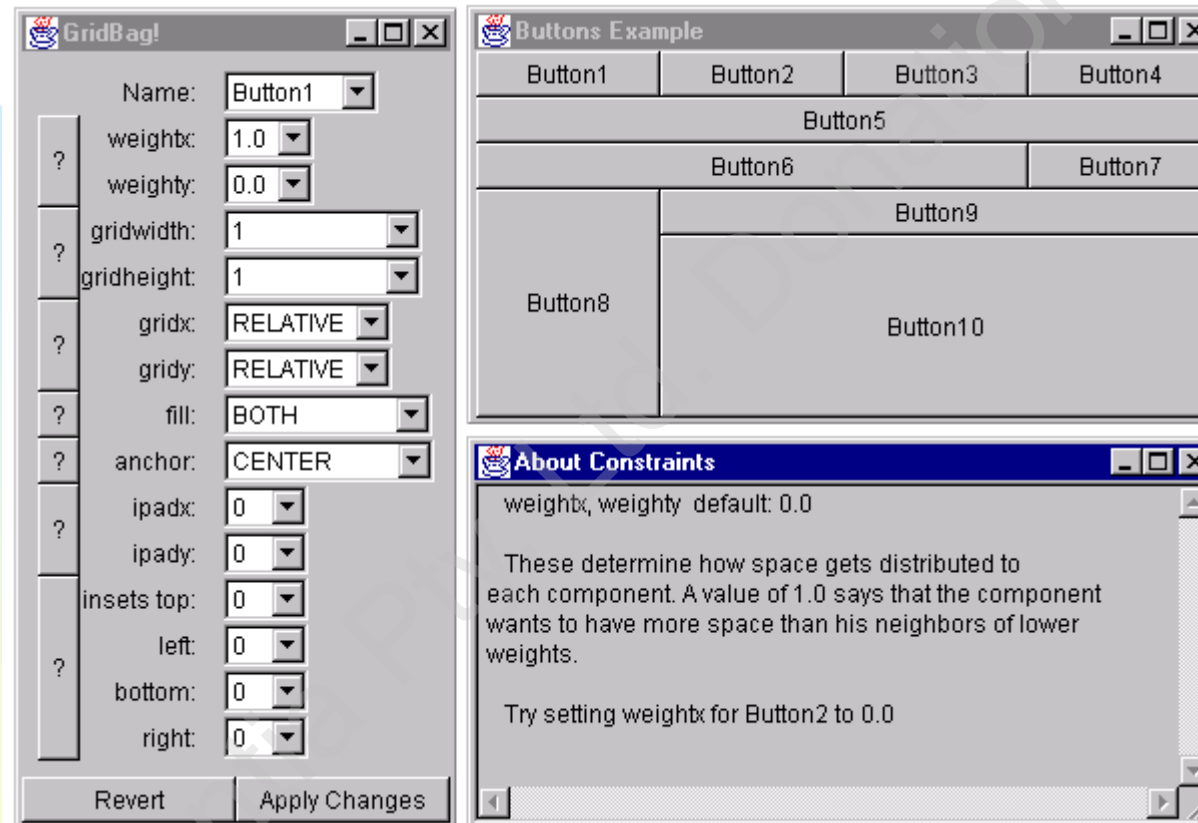 GridBag!
Name: Button1
weightx: 1.0
?
weighty: 0.0
gridwidth: 1
?
gridheight: 1
gridx: RELATIVE
?
gridy: RELATIVE
? fill: BOTH
? anchor: CENTER
ipadx: 0
?
ipady: 0
insets top: 0
left: 0
?
bottom: 0
right: 0
Revert Apply Changes
Buttons Example
Button1 Button2 Button3 Button4
Button5
Button6 Button7
Button9
Button8
Button10
About Constraints
weightx, weighty default: 0.0
These determine how space gets distributed to
each component. A value of 1.0 says that the component
wants to have more space than his neighbors of lower
weights.
Try setting weightx for Button2 to 0.0